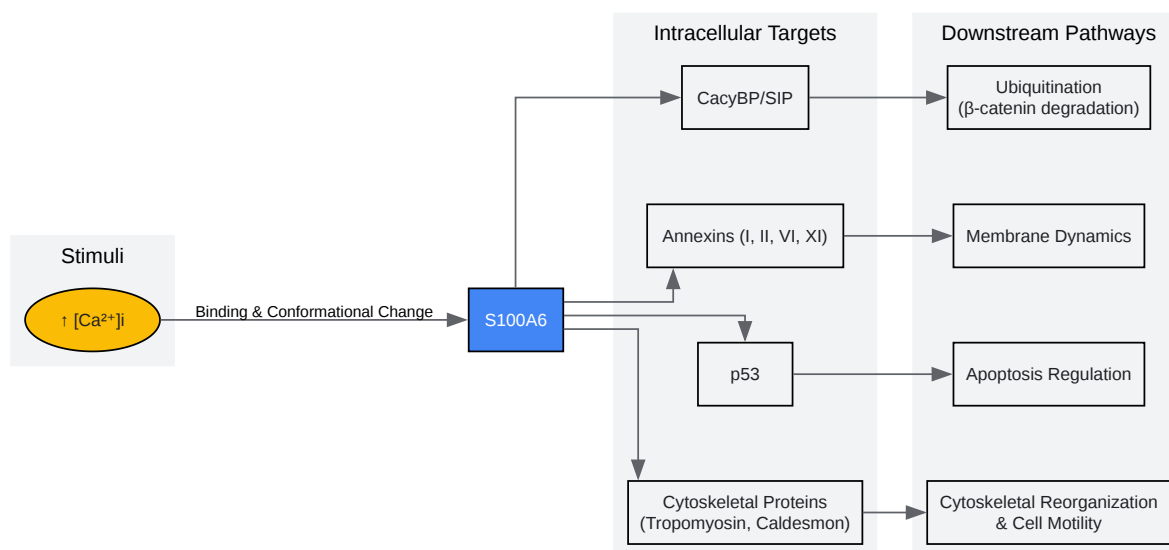 Intracellular Targets
Downstream Pathways
CacyBP/SIP
Ubiquitination
(β-catenin degradation)
Annexins (I, II, VI, XI)
Membrane Dynamics
Stimuli
↑ [Ca²⁺]i
Binding & Conformational Change
S100A6
p53
Apoptosis Regulation
Cytoskeletal Proteins
(Tropomyosin, Caldesmon)
Cytoskeletal Reorganization
& Cell Motility